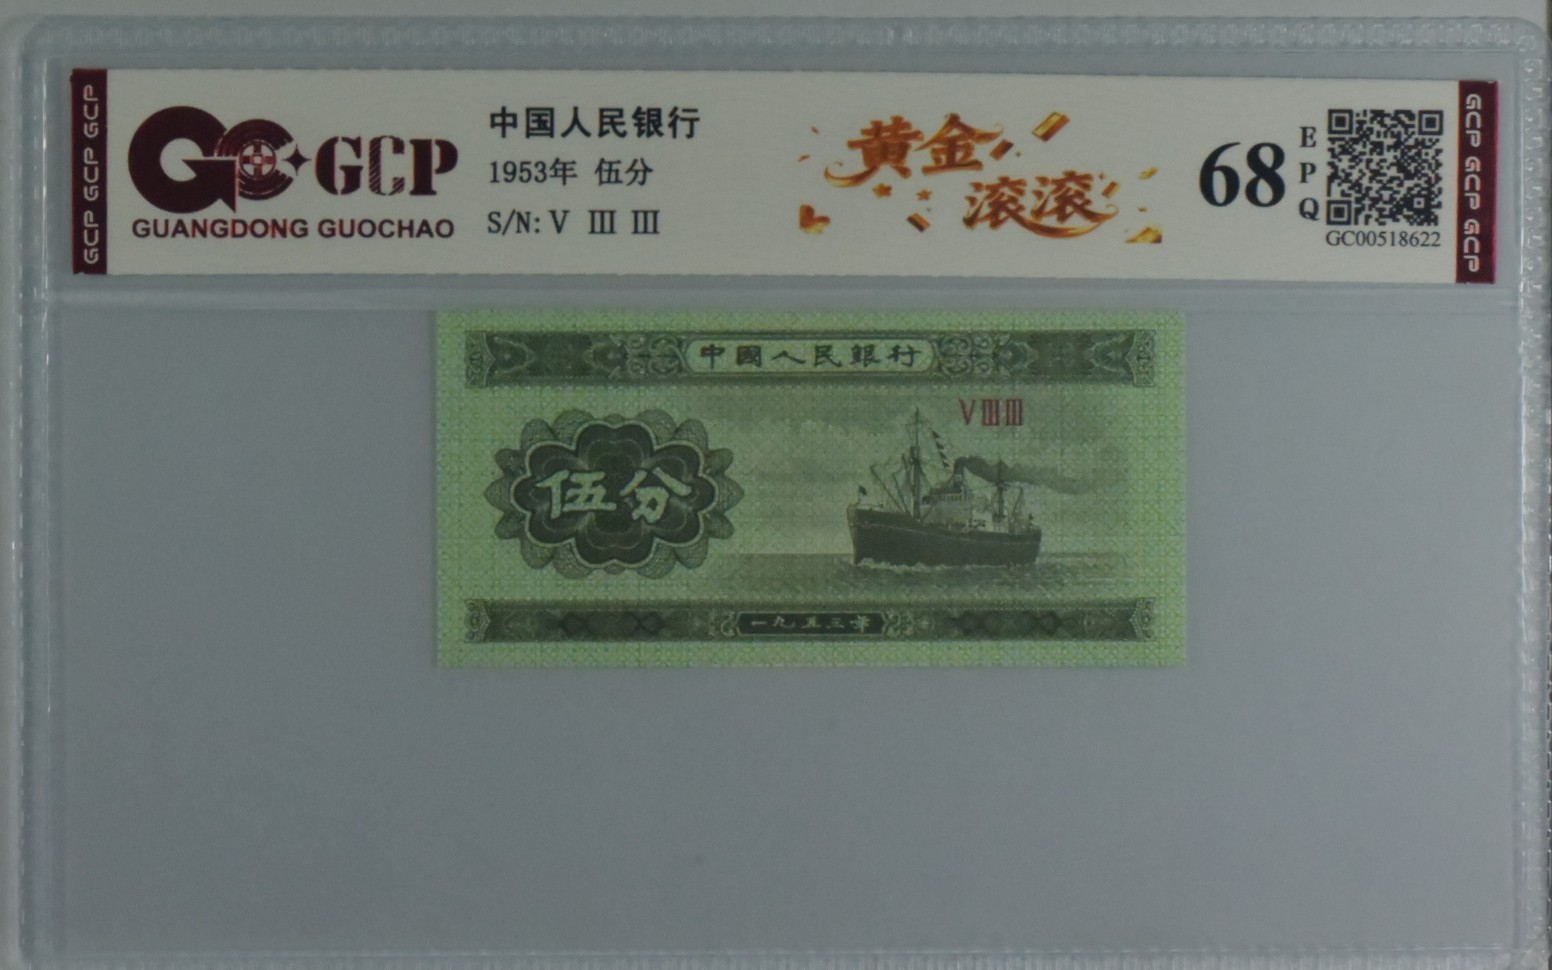 GCP GCP GCP
GCP
GUANGDONG GUOCHAO
中国人民银行
1953年 伍分
S/N: V III III
黄金
滚滚
68
EPQ
GC00518622
GCP GCP GCP
中國人民銀行
VIIIIII
伍分
一九五三年